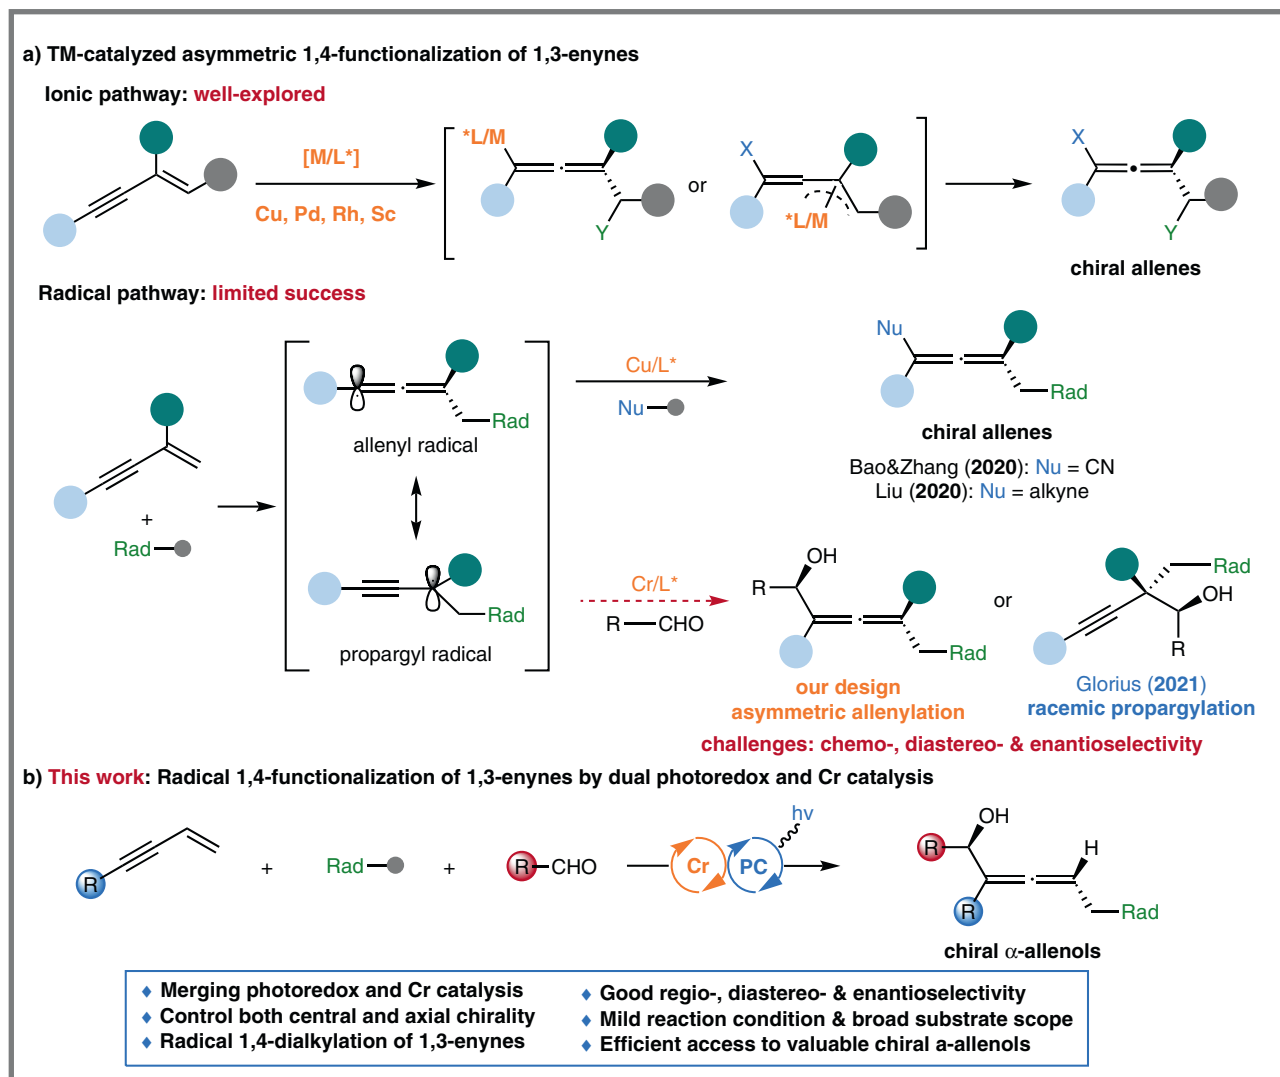 a) TM-catalyzed asymmetric 1,4-functionalization of 1,3-enynes
Ionic pathway: well-explored
[M/L*]
Cu, Pd, Rh, Sc
*L/M
Y
or
X
*L/M
X
Y
chiral allenes
Radical pathway: limited success
+
Rad
Rad
allenyl radical
Rad
propargyl radical
Cu/L*
Nu
Nu
Rad
chiral allenes
Bao&Zhang (2020): Nu = CN
Liu (2020): Nu = alkyne
Cr/L*
R—CHO
OH
R
Rad
our design
asymmetric allenylation
or
Rad
OH
R
Glorius (2021)
racemic propargylation
challenges: chemo-, diastereo- & enantioselectivity
b) This work: Radical 1,4-functionalization of 1,3-enynes by dual photoredox and Cr catalysis
R
+
Rad
+
R—CHO
Cr
PC
hv
OH
R
H
R
Rad
chiral α-allenols
♦ Merging photoredox and Cr catalysis
♦ Control both central and axial chirality
♦ Radical 1,4-dialkylation of 1,3-enynes
♦ Good regio-, diastereo- & enantioselectivity
♦ Mild reaction condition & broad substrate scope
♦ Efficient access to valuable chiral a-allenols